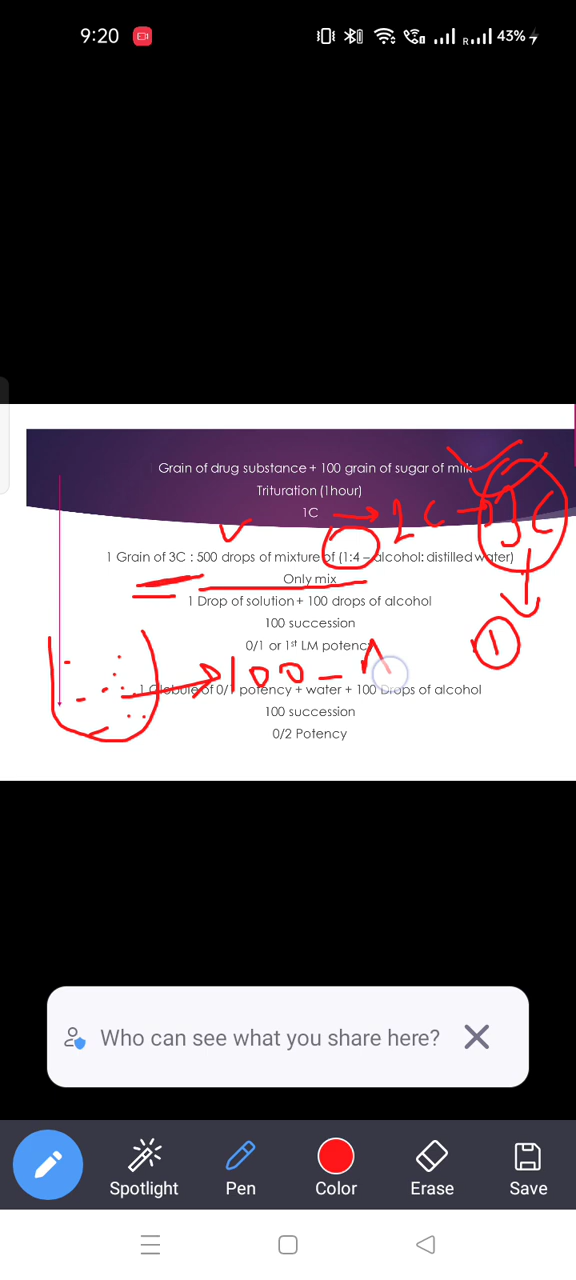 9:20
R
43%
Grain of drug substance + 100 grain of sugar of milk
Trituration (1hour)
1C → 2C → 3C
1 Grain of 3C : 500 drops of mixture of (1:4 – alcohol: distilled water)
Only mix
1 Drop of solution + 100 drops of alcohol
100 succession
0/1 or 1st LM potency
1
100 -
1 Globule of 0/1 potency + water + 100 Drops of alcohol
100 succession
0/2 Potency
Who can see what you share here?
Spotlight
Pen
Color
Erase
Save